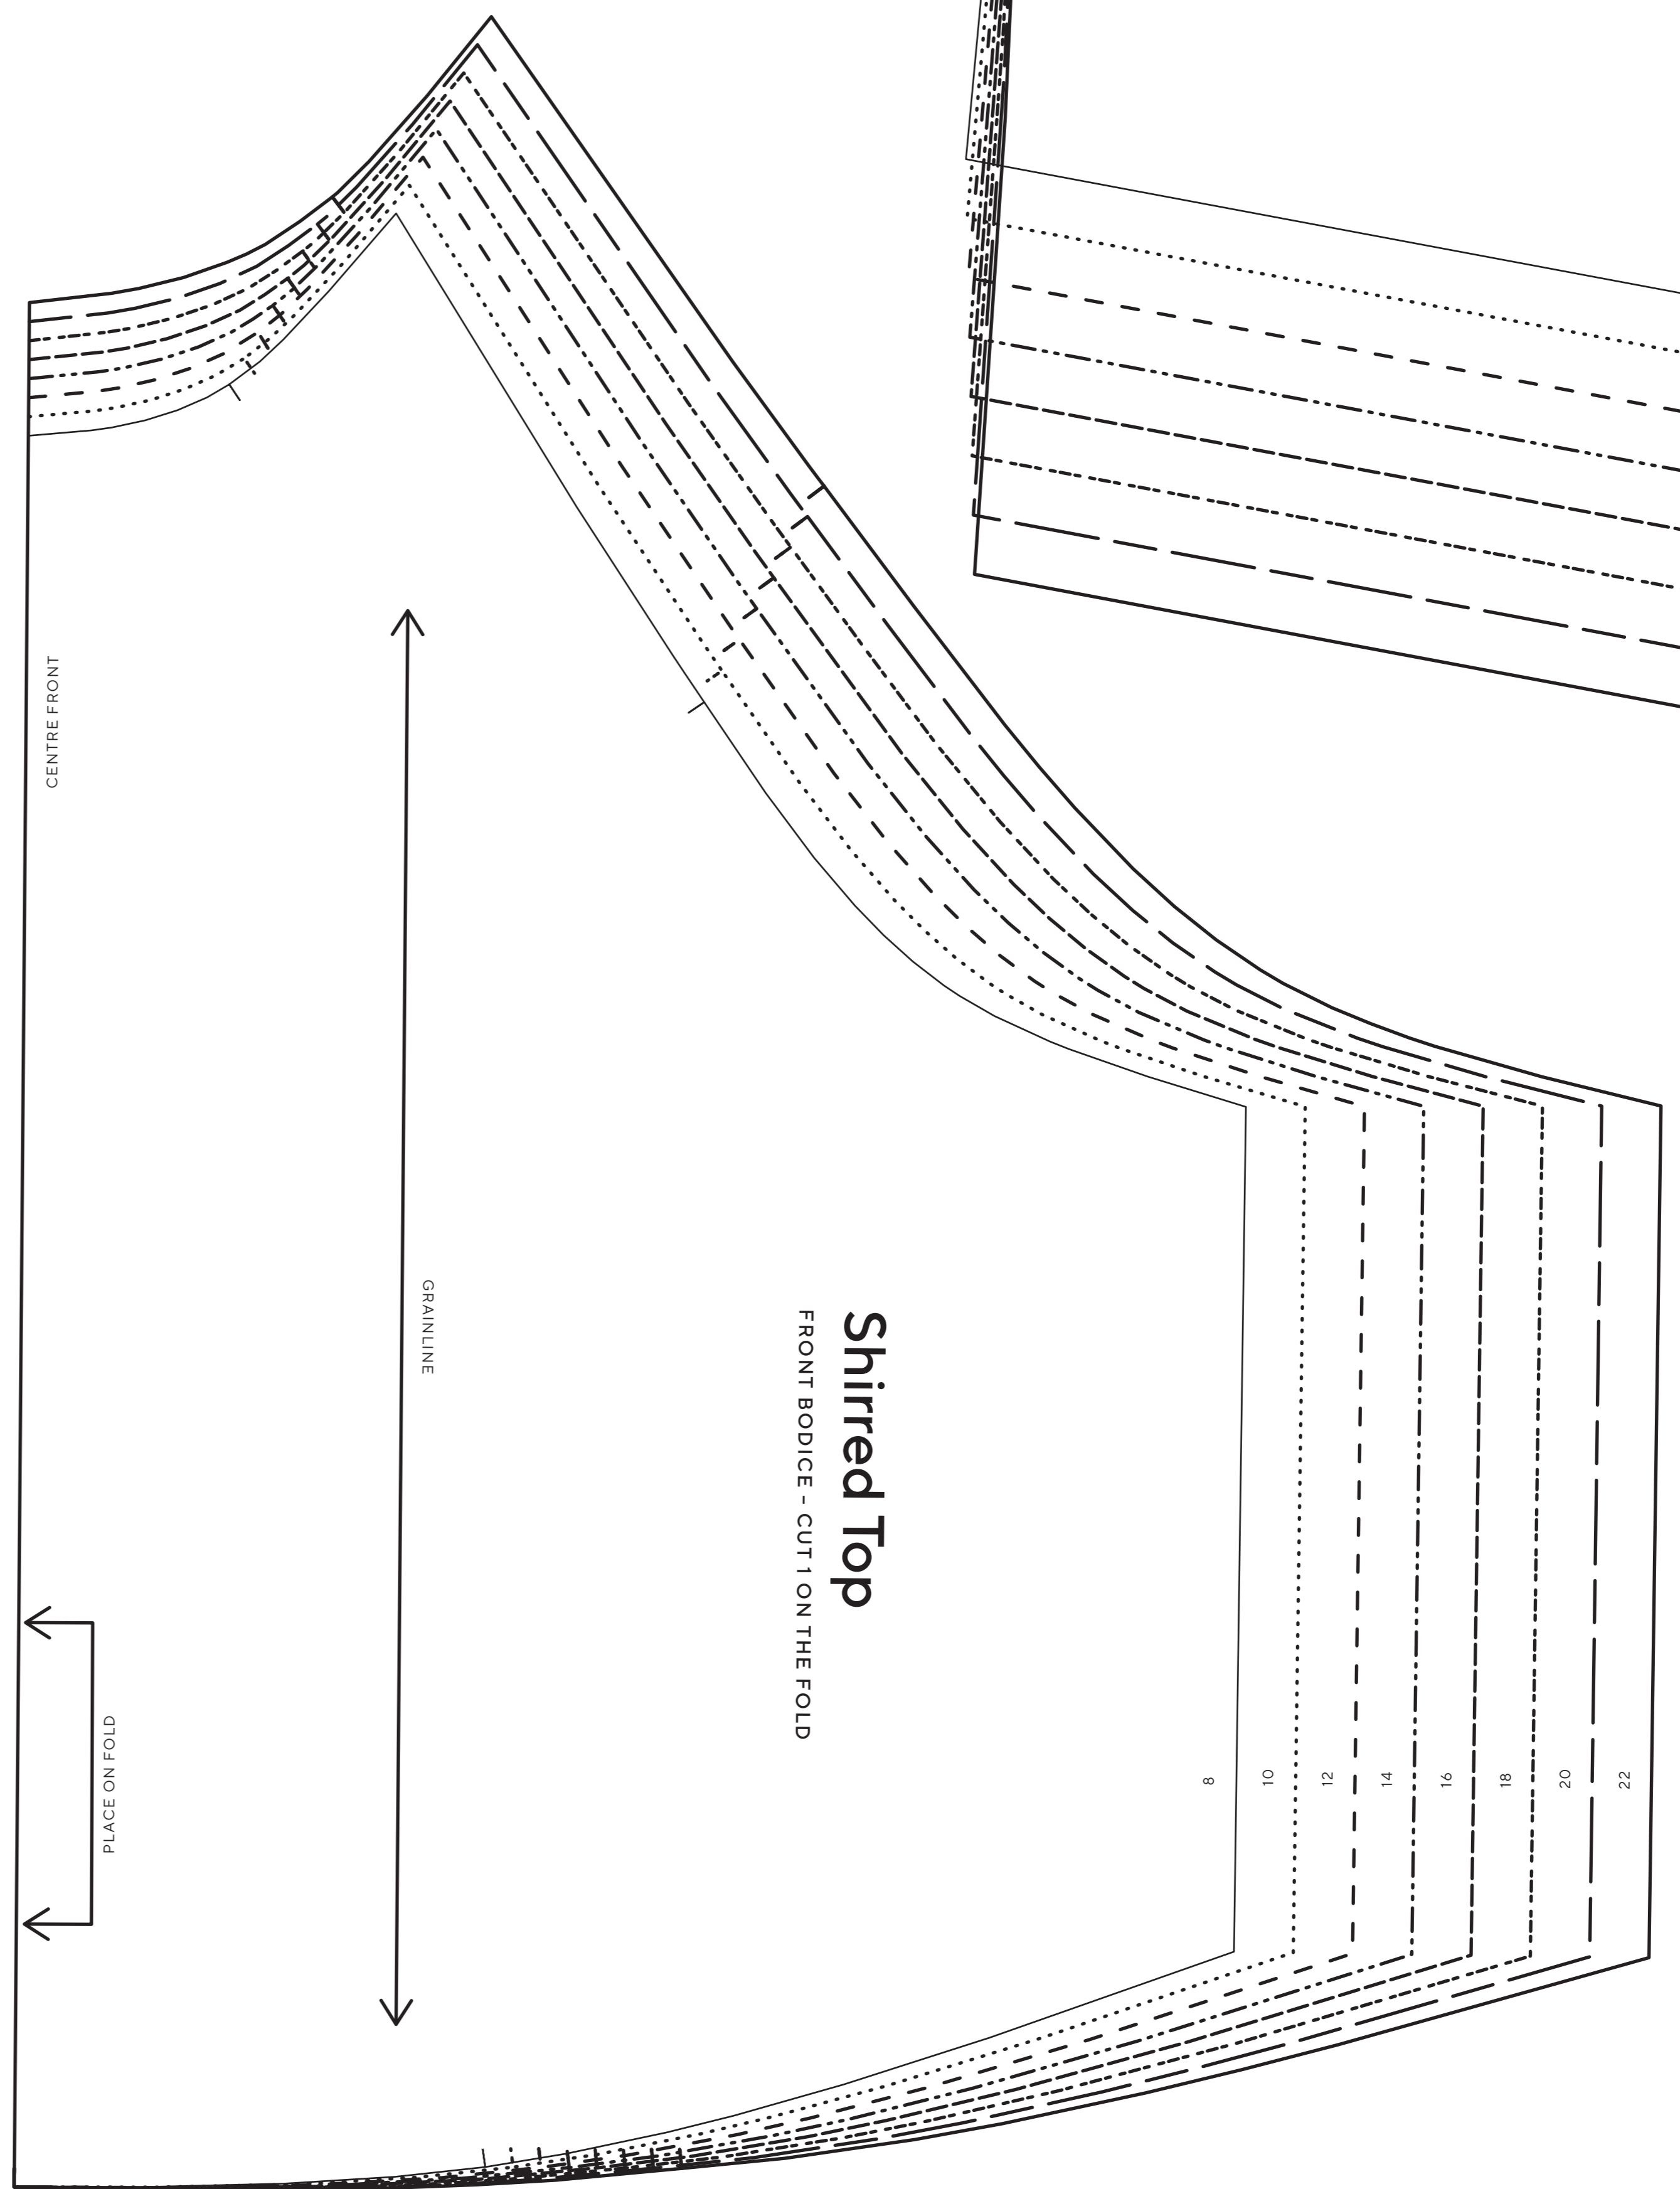 CENTRE FRONT
GRAINLINE
Shirred Top
FRONT BODICE – CUT 1 ON THE FOLD
PLACE ON FOLD
8
10
12
14
16
18
20
22